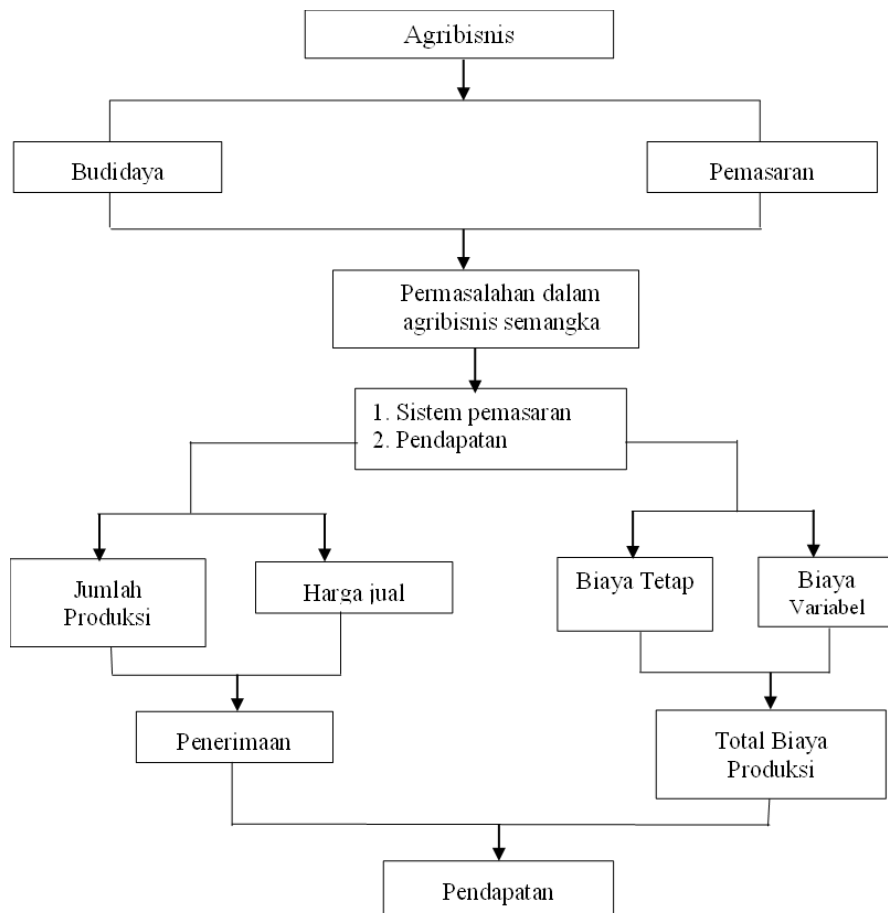 Agribisnis
Budidaya
Pemasaran
Permasalahan dalam
agribisnis semangka
1. Sistem pemasaran
2. Pendapatan
Jumlah
Produksi
Harga jual
Biaya Tetap
Biaya
Variabel
Penerimaan
Total Biaya
Produksi
Pendapatan